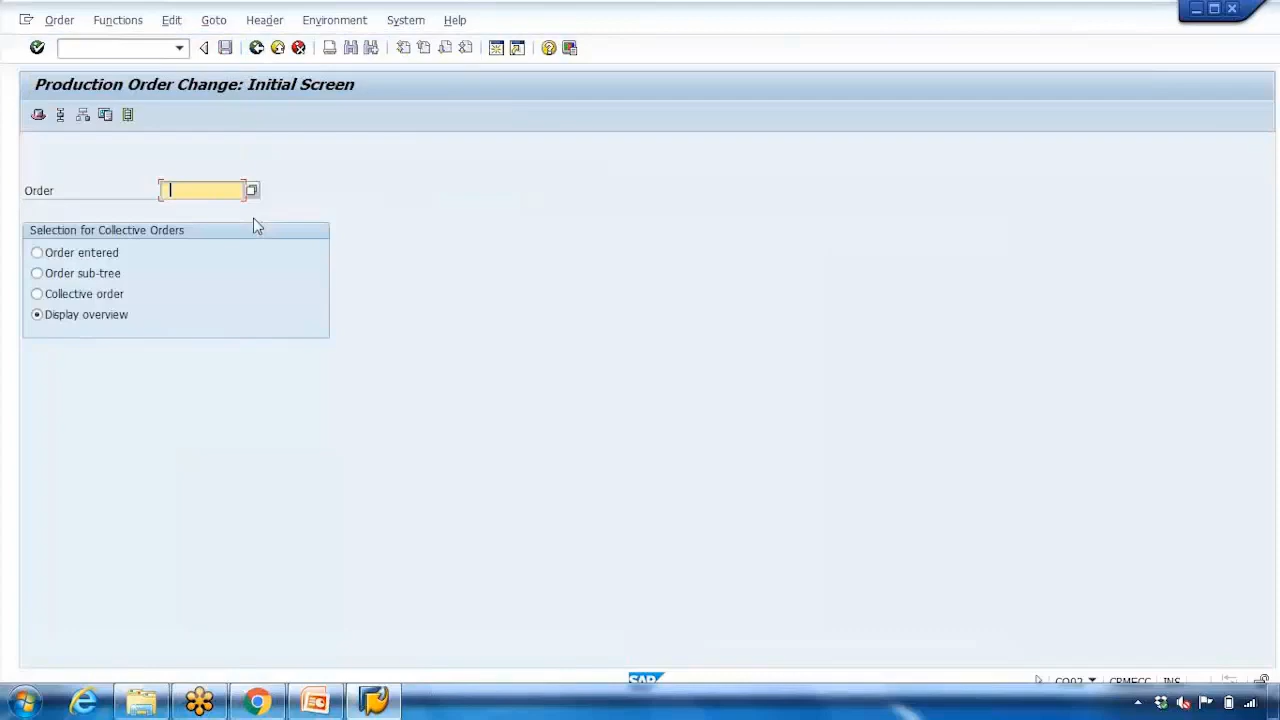 Order Functions Edit Goto Header Environment System Help
Production Order Change: Initial Screen
Order
Selection for Collective Orders
Order entered
Order sub-tree
Collective order
Display overview
SAP
CO02 CRMECC INS